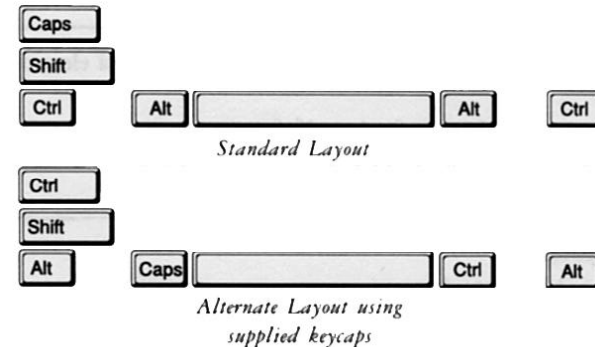 Caps
Shift
Ctrl Alt Alt Ctrl
Standard Layout
Ctrl
Shift
Alt Caps Ctrl Alt
Alternate Layout using
supplied keycaps